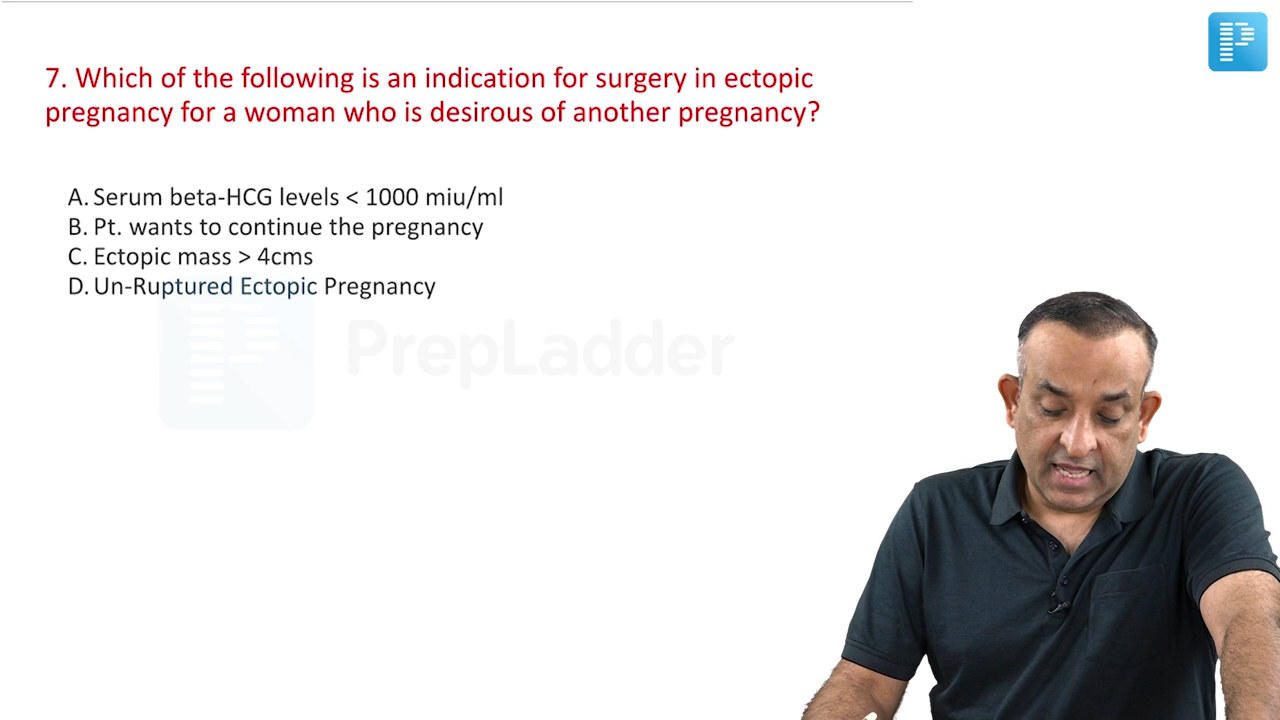 7. Which of the following is an indication for surgery in ectopic
pregnancy for a woman who is desirous of another pregnancy?
A. Serum beta-HCG levels < 1000 miu/ml
B. Pt. wants to continue the pregnancy
C. Ectopic mass > 4cms
D. Un-Ruptured Ectopic Pregnancy
PrepLadder